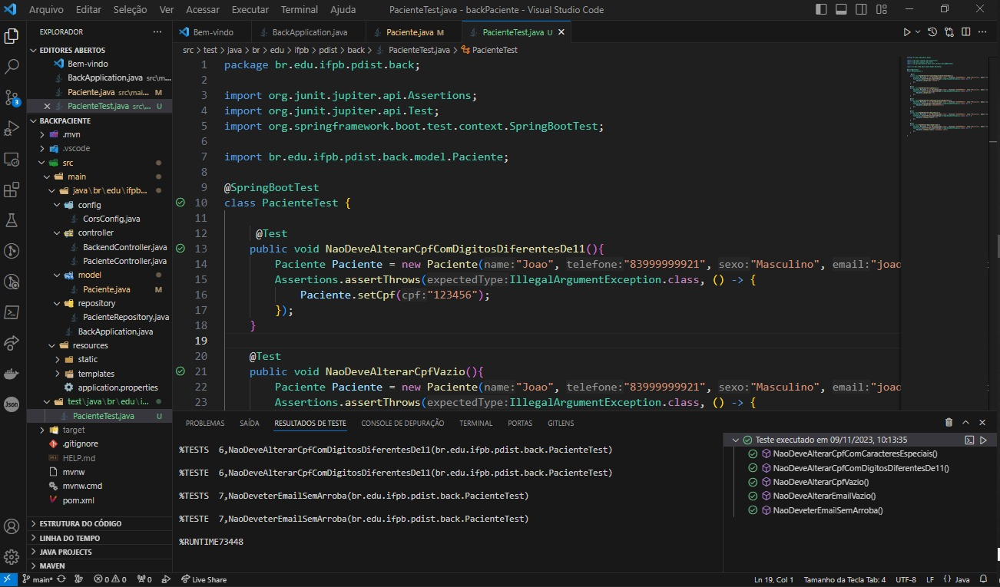 Arquivo Editar Seleção Ver Acessar Executar Terminal Ajuda PacienteTest.java - backPaciente - Visual Studio Code
EXPLORADOR ...
EDITORES ABERTOS
Bem-vindo
BackApplication.java src\m...
Paciente.java src\mai... M
PacienteTest.java src\... U
BACKPACIENTE
.mvn
.vscode
src
main
java\br\edu\ifpb...
config
CorsConfig.java
controller
BackendController.java
PacienteController.java
model
Paciente.java M
repository
PacienteRepository.java
BackApplication.java
resources
static
templates
application.properties
test\java\br\edu\i...
PacienteTest.java U
target
.gitignore
HELP.md
mvnw
mvnw.cmd
pom.xml
ESTRUTURA DO CÓDIGO
LINHA DO TEMPO
JAVA PROJECTS
MAVEN
3
Json
Bem-vindo BackApplication.java Paciente.java M PacienteTest.java U
src > test > java > br > edu > ifpb > pdist > back > PacienteTest.java > PacienteTest
1 package br.edu.ifpb.pdist.back;
2
3 import org.junit.jupiter.api.Assertions;
4 import org.junit.jupiter.api.Test;
5 import org.springframework.boot.test.context.SpringBootTest;
6
7 import br.edu.ifpb.pdist.back.model.Paciente;
8
9 @SpringBootTest
10 class PacienteTest {
11
12 @Test
13 public void NaoDeveAlterarCpfComDigitosDiferentesDe11(){
14 Paciente Paciente = new Paciente(name:"Joao", telefone:"83999999921", sexo:"Masculino", email:"joao
15 Assertions.assertThrows(expectedType:IllegalArgumentException.class, () -> {
16 Paciente.setCpf(cpf:"123456");
17 });
18 }
19
20 @Test
21 public void NaoDeveAlterarCpfVazio(){
22 Paciente Paciente = new Paciente(name:"Joao", telefone:"83999999921", sexo:"Masculino", email:"joao
23 Assertions.assertThrows(expectedType:IllegalArgumentException.class, () -> {
PROBLEMAS SAÍDA RESULTADOS DE TESTE CONSOLE DE DEPURAÇÃO TERMINAL PORTAS GITLENS
%TESTS 6,NaoDeveAlterarCpfComDigitosDiferentesDe11(br.edu.ifpb.pdist.back.PacienteTest)
%TESTE 6,NaoDeveAlterarCpfComDigitosDiferentesDe11(br.edu.ifpb.pdist.back.PacienteTest)
%TESTS 7,NaoDeveterEmailSemArroba(br.edu.ifpb.pdist.back.PacienteTest)
%TESTE 7,NaoDeveterEmailSemArroba(br.edu.ifpb.pdist.back.PacienteTest)
%RUNTIME73448
Teste executado em 09/11/2023, 10:13:35
NaoDeveAlterarCpfComCaracteresEspeciais()
NaoDeveAlterarCpfComDigitosDiferentesDe11()
NaoDeveAlterarCpfVazio()
NaoDeveAlterarEmailVazio()
NaoDeveterEmailSemArroba()
main* 0 0 0 Live Share Ln 19, Col 1 Tamanho da Tecla Tab: 4 UTF-8 LF {} Java